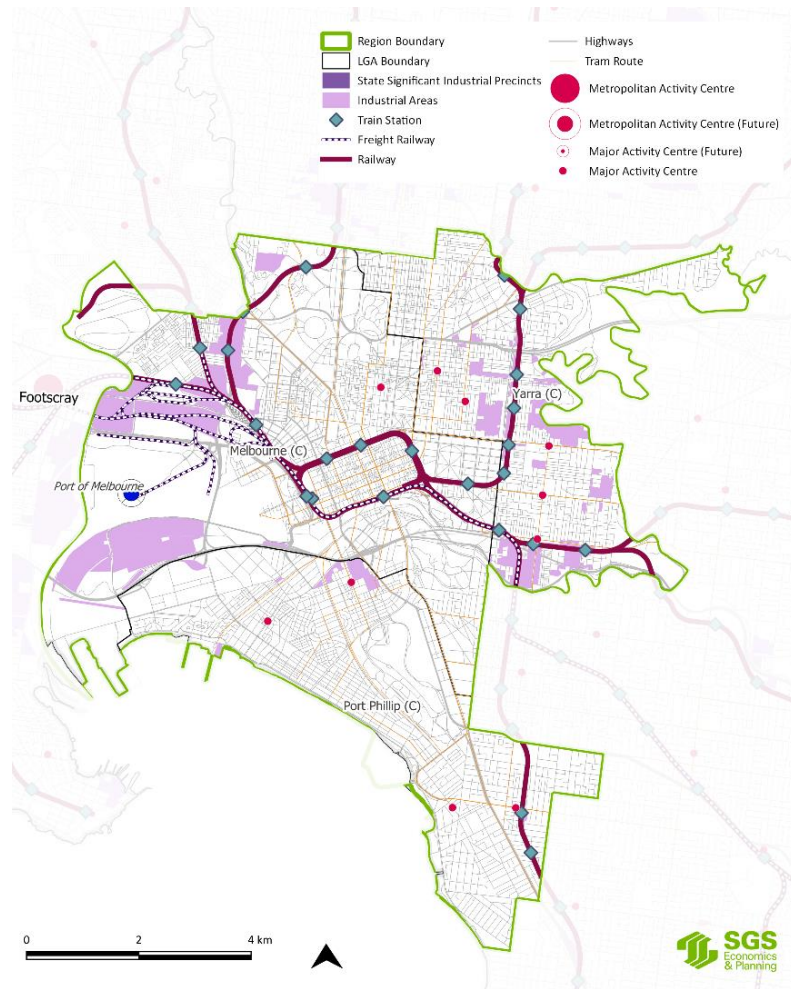 Region Boundary
LGA Boundary
State Significant Industrial Precincts
Industrial Areas
Train Station
Freight Railway
Railway
Highways
Tram Route
Metropolitan Activity Centre
Metropolitan Activity Centre (Future)
Major Activity Centre (Future)
Major Activity Centre
Footscray
Yarra (C)
Melbourne (C)
Port of Melbourne
Port Phillip (C)
0 2 4 km
SGS
Economics
& Planning